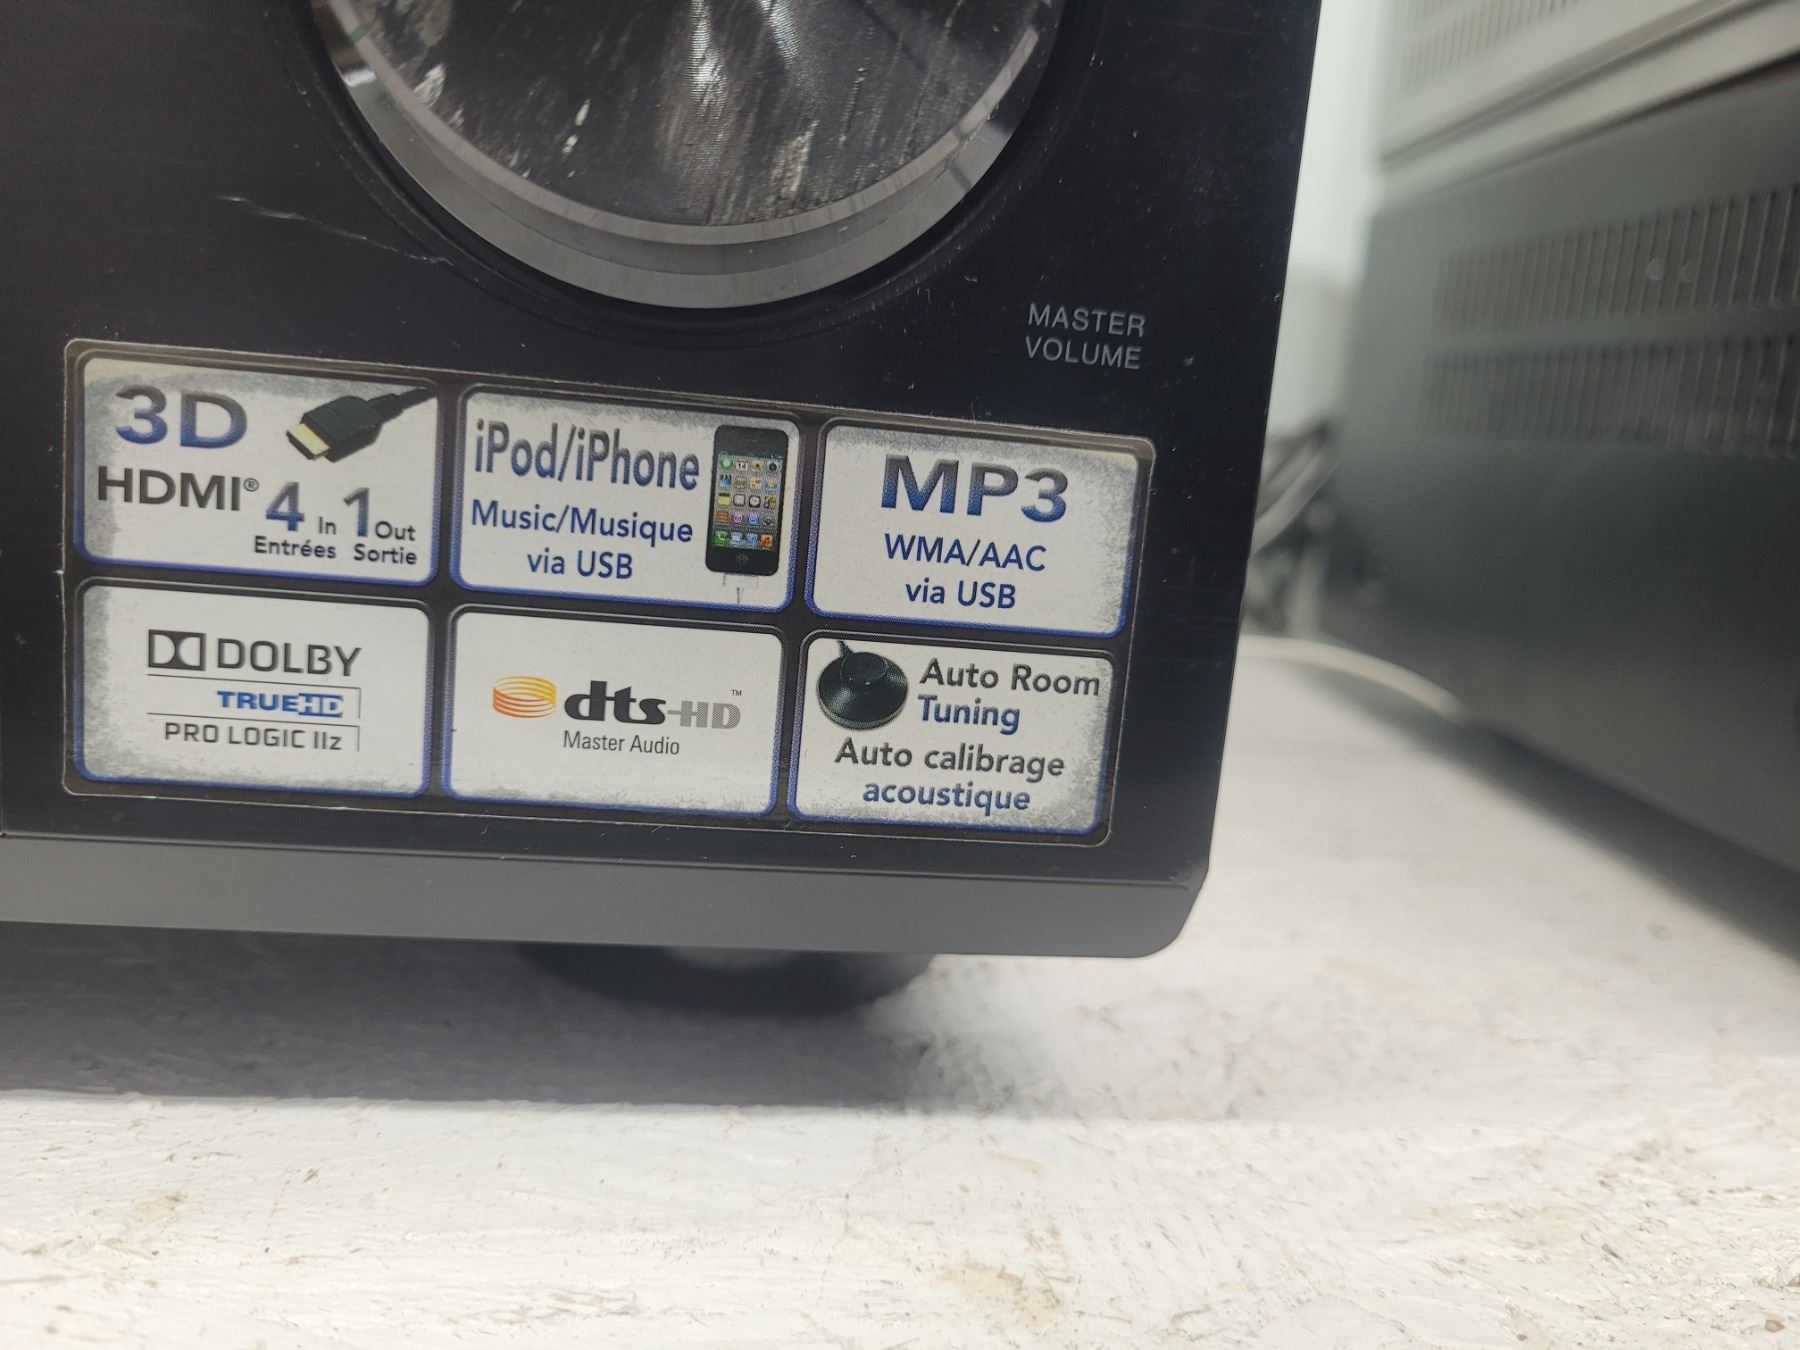 MASTER
VOLUME
3D
HDMI® 4 In 1 Out
Entrées Sortie
iPod/iPhone
Music/Musique
via USB
MP3
WMA/AAC
via USB
DOLBY
TRUEHD
PRO LOGIC IIz
dts-HD™
Master Audio
Auto Room
Tuning
Auto calibrage
acoustique